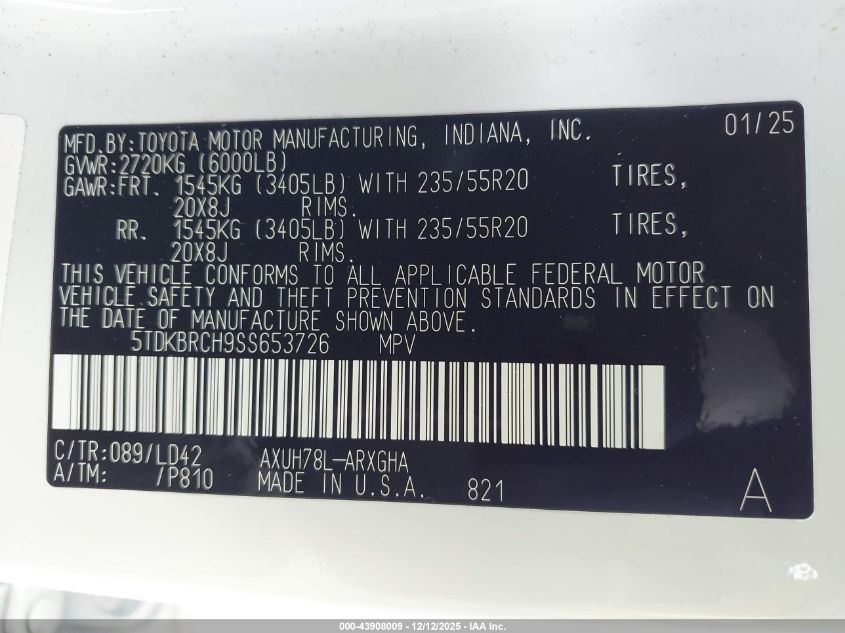 MFD.BY:TOYOTA MOTOR MANUFACTURING, INDIANA, INC. 01/25
GVWR:2720KG (6000LB)
GAWR:FRT. 1545KG (3405LB) WITH 235/55R20 TIRES,
20X8J RIMS.
RR. 1545KG (3405LB) WITH 235/55R20 TIRES,
20X8J RIMS.
THIS VEHICLE CONFORMS TO ALL APPLICABLE FEDERAL MOTOR
VEHICLE SAFETY AND THEFT PREVENTION STANDARDS IN EFFECT ON
THE DATE OF MANUFACTURE SHOWN ABOVE.
5TDKBRCH9SS653726 MPV
C/TR:089/LD42 AXUH78L-ARXGHA
A/TM: /P810 MADE IN U.S.A. 821 A
000-43908009 - 12/12/2025 - IAA Inc.